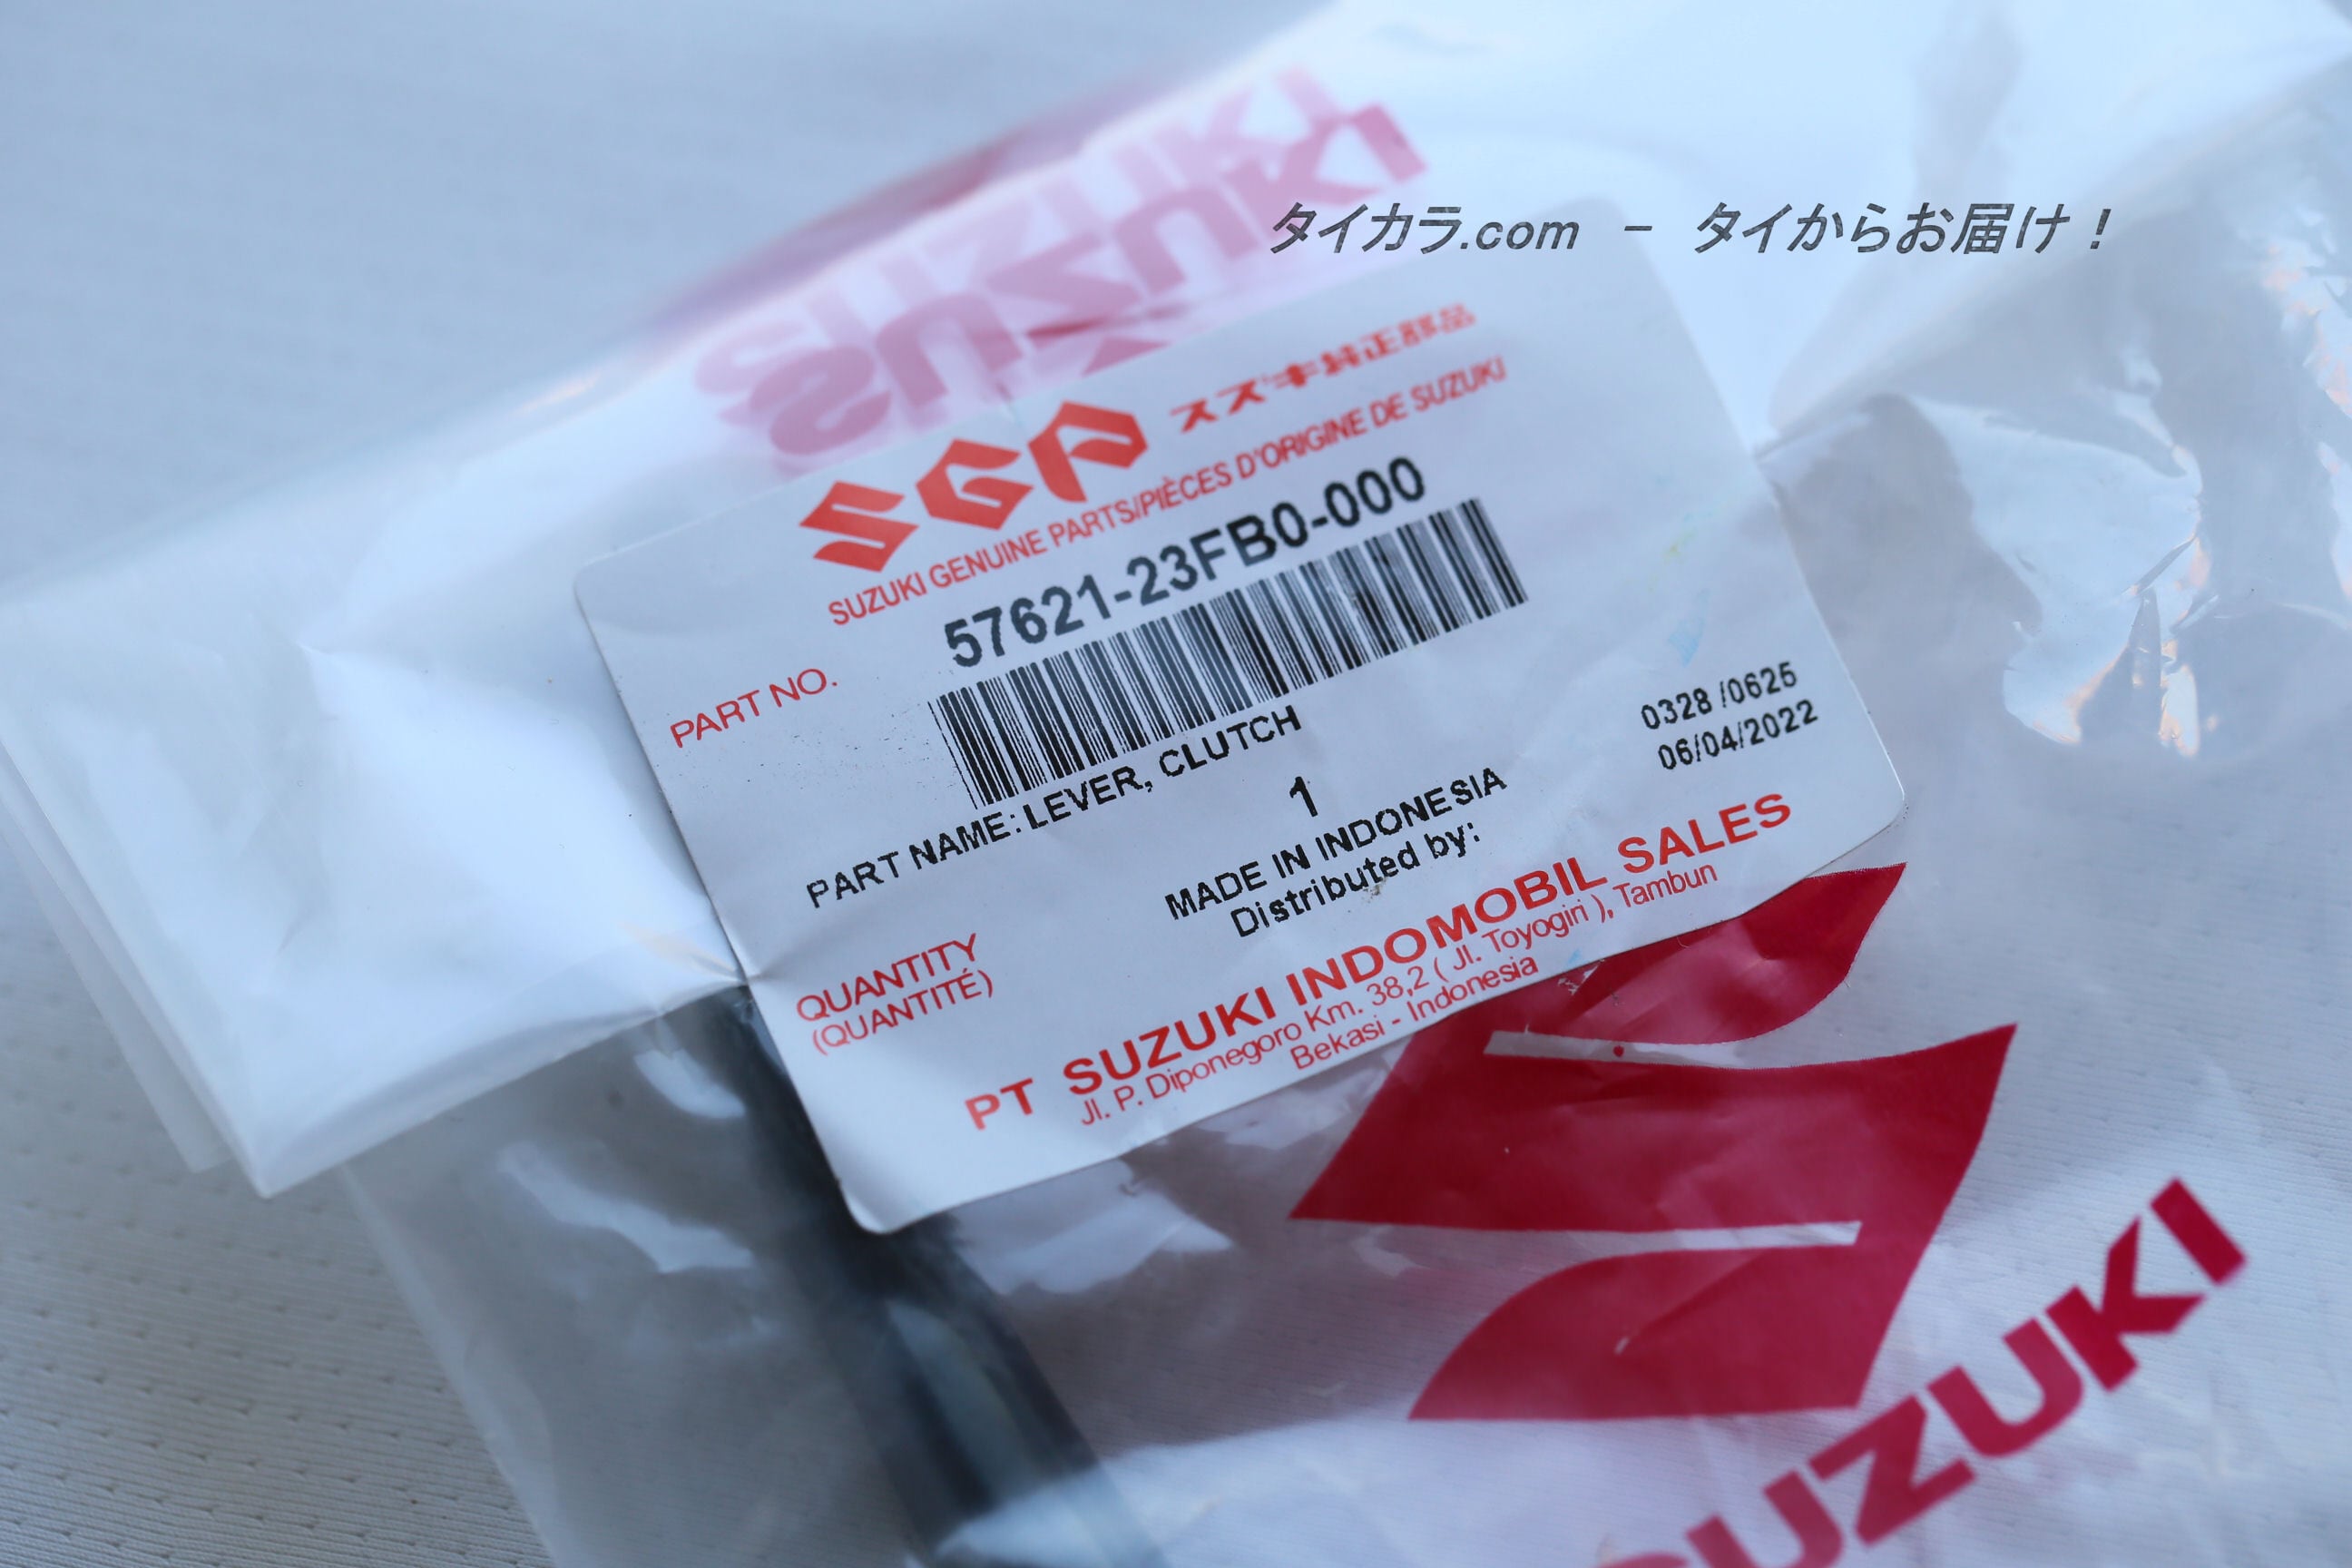 SUZUKI
SUZUKI
タイカラ.com - タイからお届け！
SGP スズキ純正部品
SUZUKI GENUINE PARTS/PIÈCES D'ORIGINE DE SUZUKI
PART NO.
57621-23FB0-000
PART NAME: LEVER, CLUTCH
0328 /0625
06/04/2022
QUANTITY
(QUANTITÉ)
1
MADE IN INDONESIA
Distributed by:
PT SUZUKI INDOMOBIL SALES
Jl. P. Diponegoro Km. 38,2 ( Jl. Toyogiri ), Tambun
Bekasi - Indonesia
SUZUKI